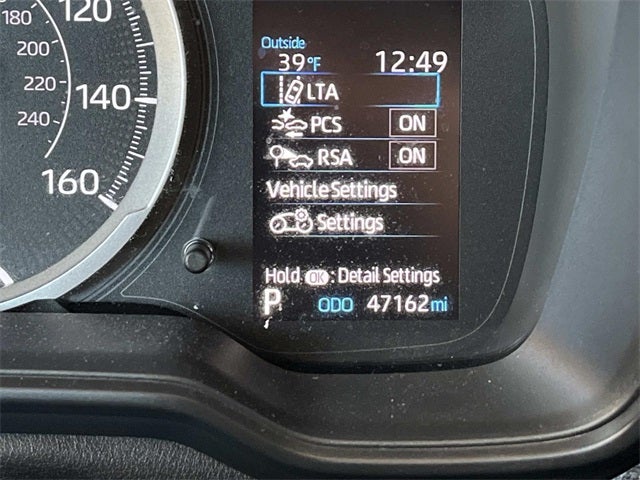 180
200
220
240
120
140
160
Outside
39°F 12:49
LTA
PCS ON
RSA ON
Vehicle Settings
Settings
Hold OK : Detail Settings
P ODO 47162 mi